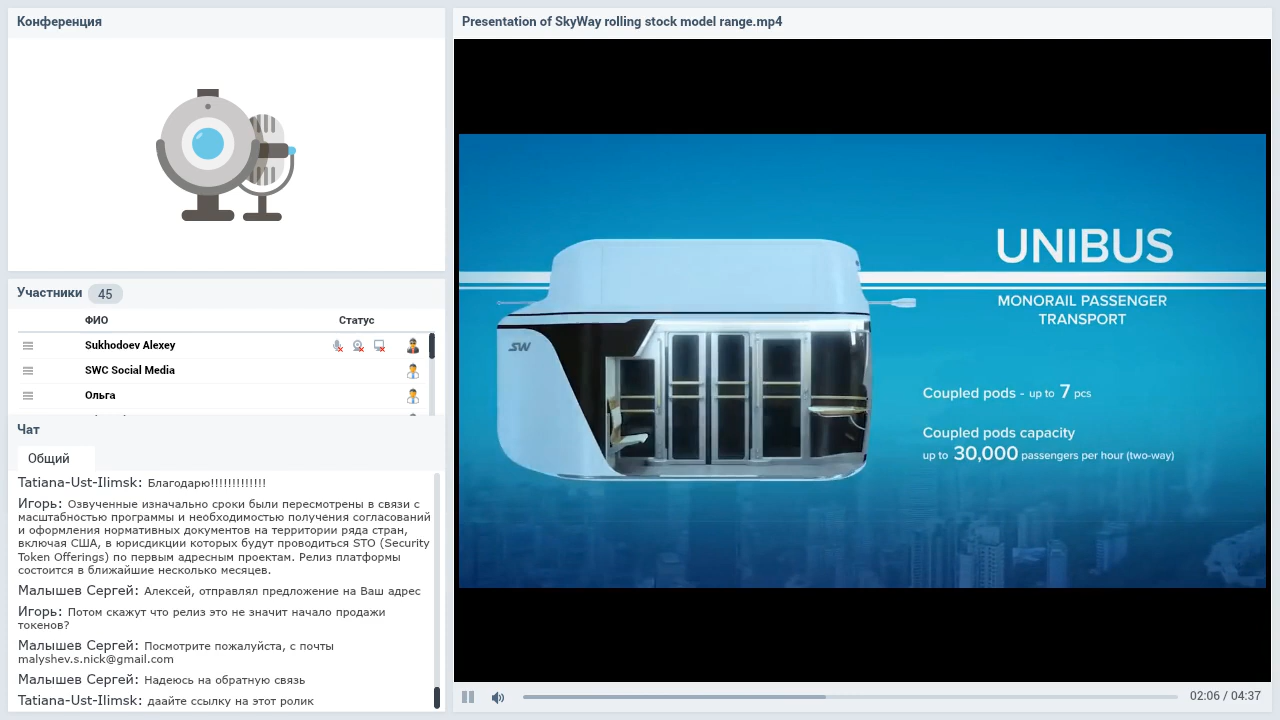 Конференция
Участники 45
ФИО Статус
Sukhodoev Alexey
SWC Social Media
Ольга
Чат
Общий
Tatiana-Ust-Ilimsk: Благодарю!!!!!!!!!!!!!
Игорь: Озвученные изначально сроки были пересмотрены в связи с
масштабностью программы и необходимостью получения согласований
и оформления нормативных документов на территории ряда стран,
включая США, в юрисдикции которых будут проводиться STO (Security
Token Offerings) по первым адресным проектам. Релиз платформы
состоится в ближайшие несколько месяцев.
Малышев Сергей: Алексей, отправлял предложение на Ваш адрес
Игорь: Потом скажут что релиз это не значит начало продажи
токенов?
Малышев Сергей: Посмотрите пожалуйста, с почты
malyshev.s.nick@gmail.com
Малышев Сергей: Надеюсь на обратную связь
Tatiana-Ust-Ilimsk: даайте ссылку на этот ролик
Presentation of SkyWay rolling stock model range.mp4
SW
UNIBUS
MONORAIL PASSENGER
TRANSPORT
Coupled pods - up to 7 pcs
Coupled pods capacity
up to 30,000 passengers per hour (two-way)
02:06 / 04:37